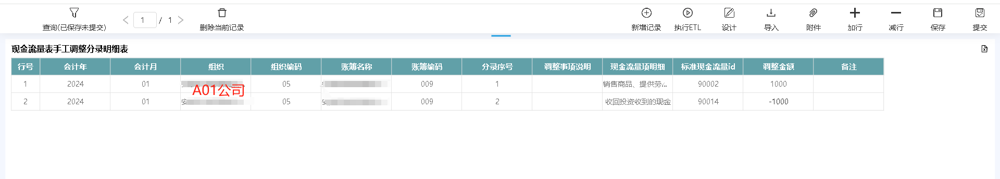 查询(已保存未提交)
1 / 1
删除当前记录
新增记录 执行ETL 设计 导入 附件 加行 减行 保存 提交
现金流量表手工调整分录明细表
行号 会计年 会计月 组织 组织编码 账簿名称 账簿编码 分录序号 调整事项说明 现金流量项明细 标准现金流量id 调整金额 备注
1 2024 01 05 009 1 销售商品、提供劳... 90002 1000
A01公司
2 2024 01 安 05 安 009 2 收回投资收到的现金 90014 -1000